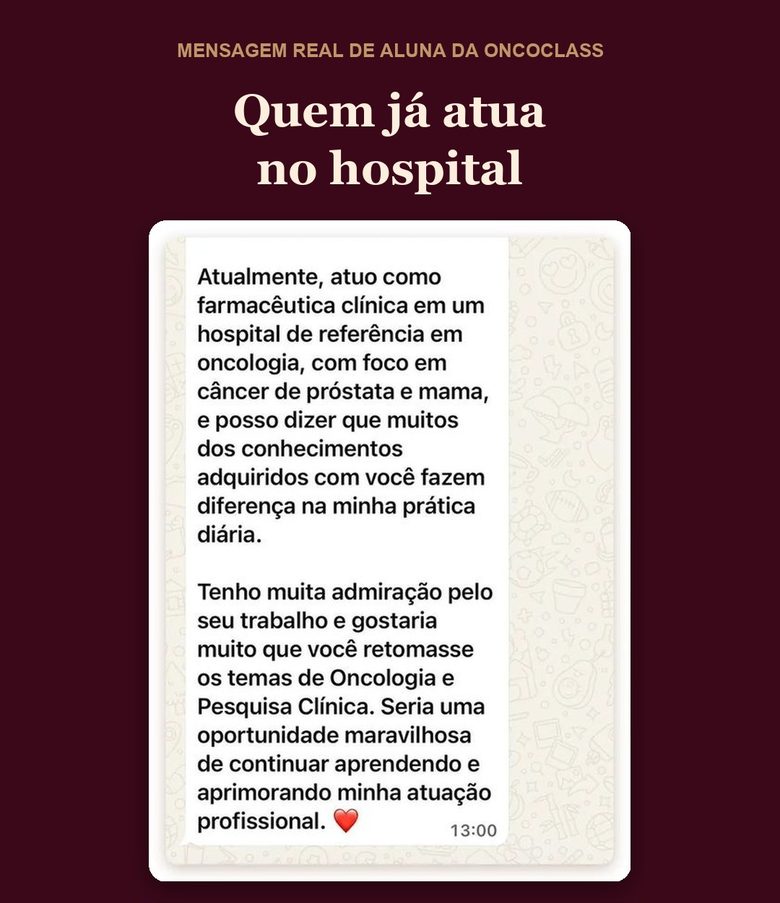 MENSAGEM REAL DE ALUNA DA ONCOCLASS
Quem já atua
no hospital
Atualmente, atuo como
farmacêutica clínica em um
hospital de referência em
oncologia, com foco em
câncer de próstata e mama,
e posso dizer que muitos
dos conhecimentos
adquiridos com você fazem
diferença na minha prática
diária.
Tenho muita admiração pelo
seu trabalho e gostaria
muito que você retomasse
os temas de Oncologia e
Pesquisa Clínica. Seria uma
oportunidade maravilhosa
de continuar aprendendo e
aprimorando minha atuação
profissional. ❤️
13:00